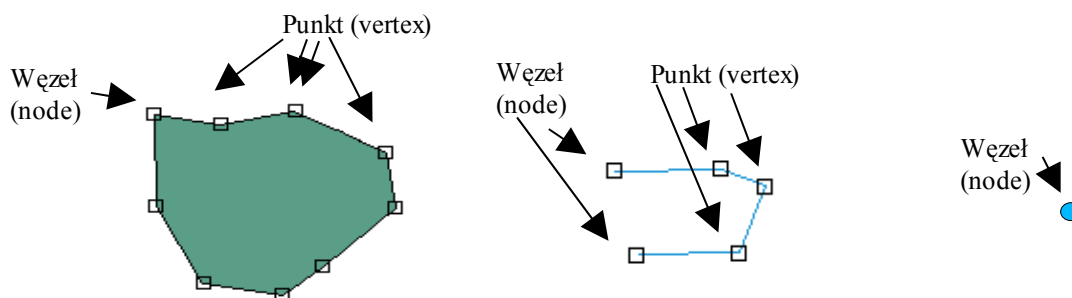 Punkt (vertex)
Węzeł
(node)
Węzeł
(node)
Punkt (vertex)
Węzeł
(node)